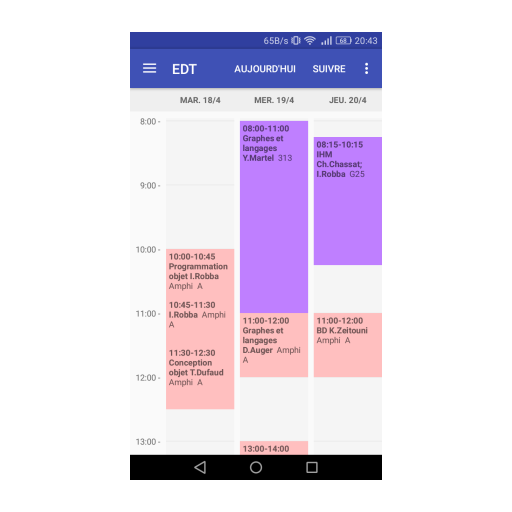 65B/s 68 20:43
EDT AUJOURD'HUI SUIVRE
MAR. 18/4 MER. 19/4 JEU. 20/4
8:00
9:00
10:00
11:00
12:00
13:00
10:00-10:45
Programmation
objet I.Robba
Amphi A
10:45-11:30
I.Robba Amphi
A
11:30-12:30
Conception
objet T.Dufaud
Amphi A
08:00-11:00
Graphes et
langages
Y.Martel 313
11:00-12:00
Graphes et
langages
D.Auger Amphi
A
13:00-14:00
08:15-10:15
IHM
Ch.Chassat;
I.Robba G25
11:00-12:00
BD K.Zeitouni
Amphi A